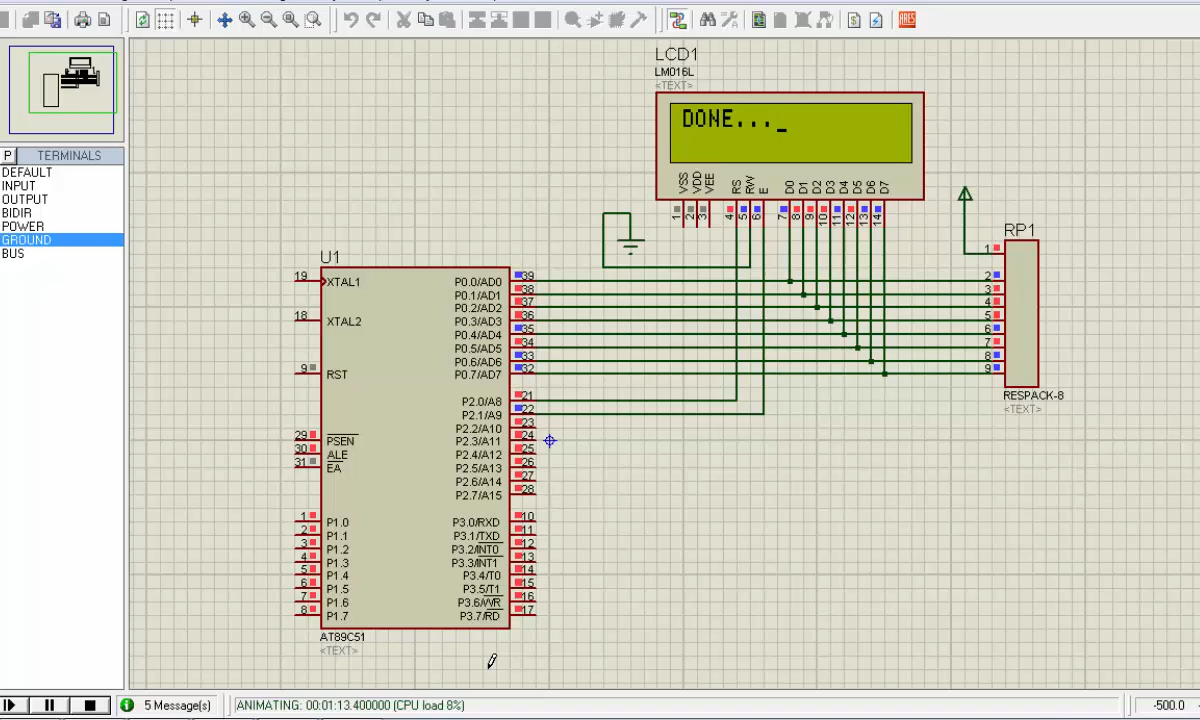 ARES
LCD1
LM016L
<TEXT>
DONE..._
VSS
VDD
VEE
RS
RW
E
D0
D1
D2
D3
D4
D5
D6
D7
1
2
3
4
5
6
7
8
9
10
11
12
13
14
P TERMINALS
DEFAULT
INPUT
OUTPUT
BIDIR
POWER
GROUND
BUS
RP1
1
2
3
4
5
6
7
8
9
RESPACK-8
<TEXT>
U1
19 XTAL1 P0.0/AD0 39
P0.1/AD1 38
P0.2/AD2 37
18 XTAL2 P0.3/AD3 36
P0.4/AD4 35
P0.5/AD5 34
P0.6/AD6 33
9 RST P0.7/AD7 32
P2.0/A8 21
P2.1/A9 22
P2.2/A10 23
29 PSEN P2.3/A11 24
30 ALE P2.4/A12 25
31 EA P2.5/A13 26
P2.6/A14 27
P2.7/A15 28
1 P1.0 P3.0/RXD 10
2 P1.1 P3.1/TXD 11
3 P1.2 P3.2/INT0 12
4 P1.3 P3.3/INT1 13
5 P1.4 P3.4/T0 14
6 P1.5 P3.5/T1 15
7 P1.6 P3.6/WR 16
8 P1.7 P3.7/RD 17
AT89C51
<TEXT>
5 Message(s) ANIMATING: 00:01:13.400000 (CPU load 8%) -500.0